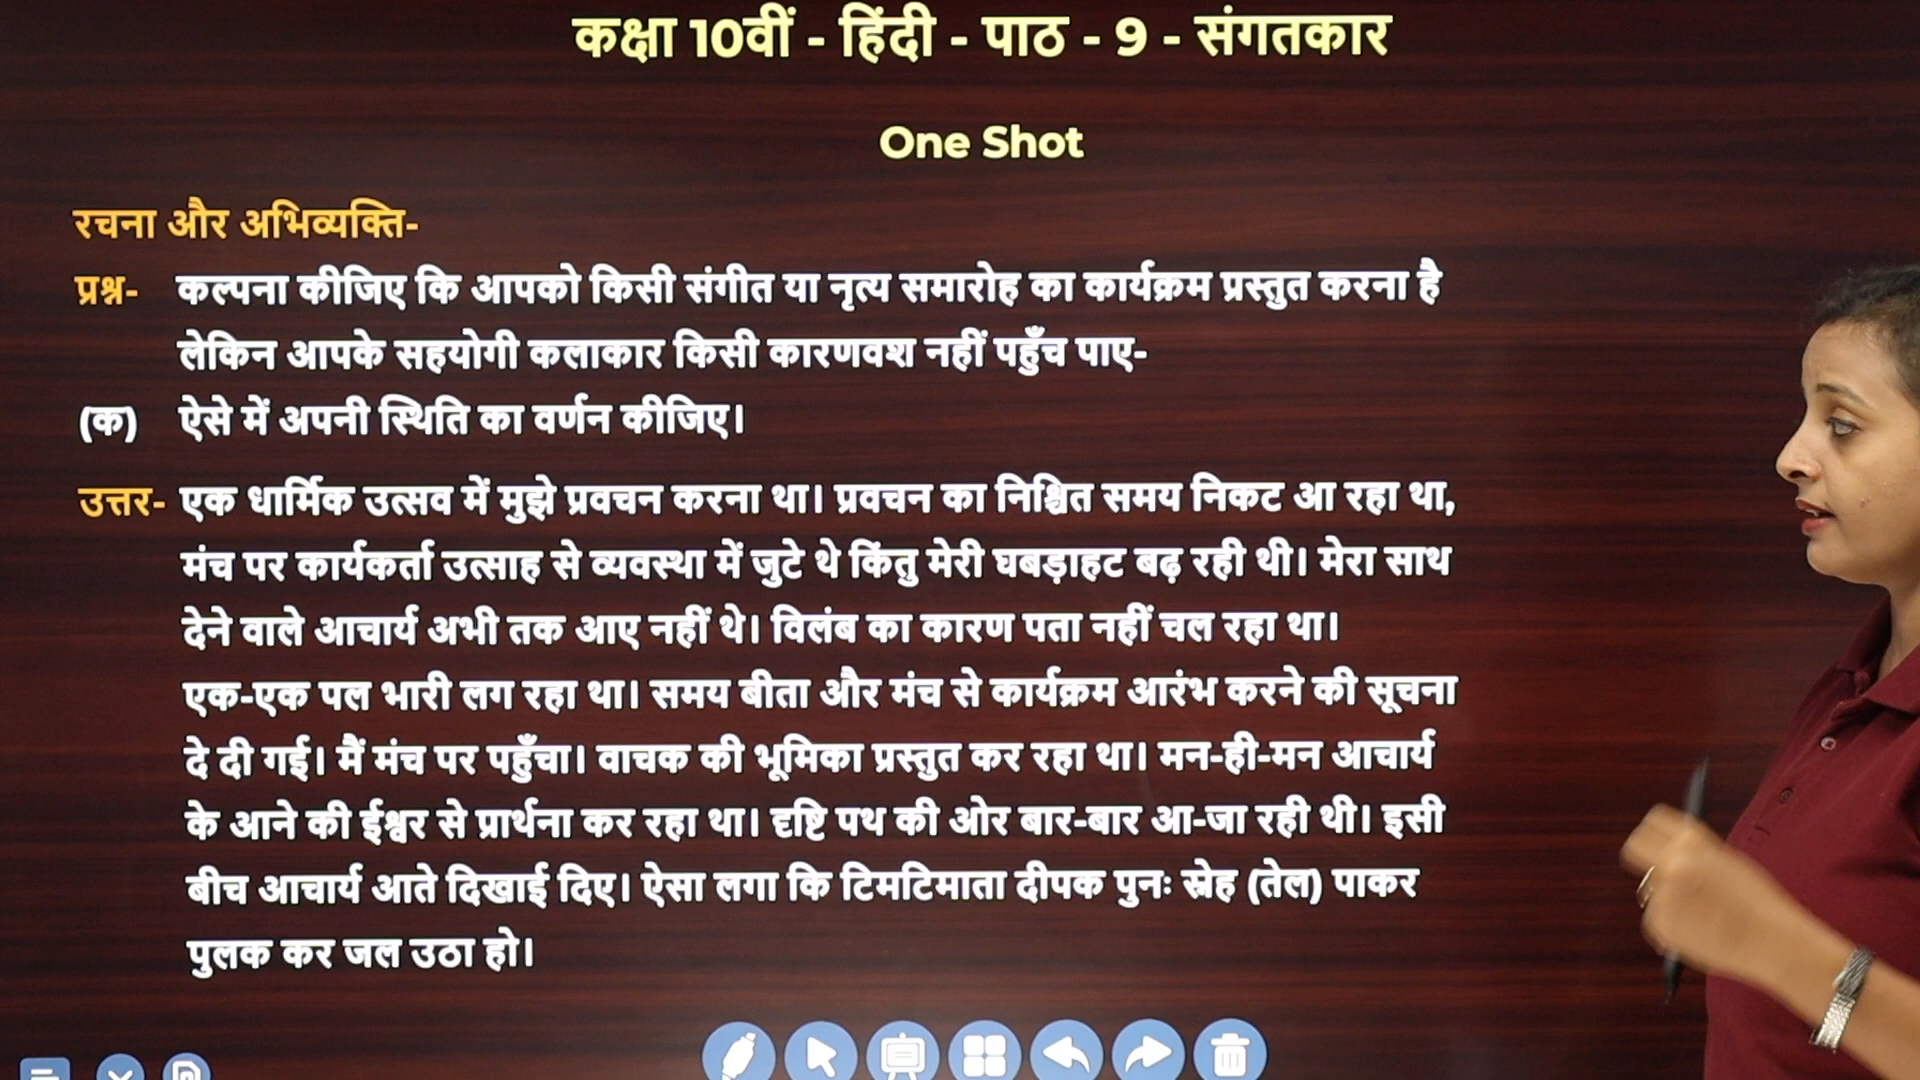 कक्षा 10वीं - हिंदी - पाठ - 9 - संगतकार
One Shot
रचना और अभिव्यक्ति-
प्रश्न- कल्पना कीजिए कि आपको किसी संगीत या नृत्य समारोह का कार्यक्रम प्रस्तुत करना है
लेकिन आपके सहयोगी कलाकार किसी कारणवश नहीं पहुँच पाए-
(क) ऐसे में अपनी स्थिति का वर्णन कीजिए।
उत्तर- एक धार्मिक उत्सव में मुझे प्रवचन करना था। प्रवचन का निश्चित समय निकट आ रहा था,
मंच पर कार्यकर्ता उत्साह से व्यवस्था में जुटे थे किंतु मेरी घबड़ाहट बढ़ रही थी। मेरा साथ
देने वाले आचार्य अभी तक आए नहीं थे। विलंब का कारण पता नहीं चल रहा था।
एक-एक पल भारी लग रहा था। समय बीता और मंच से कार्यक्रम आरंभ करने की सूचना
दे दी गई। मैं मंच पर पहुँचा। वाचक की भूमिका प्रस्तुत कर रहा था। मन-ही-मन आचार्य
के आने की ईश्वर से प्रार्थना कर रहा था। दृष्टि पथ की ओर बार-बार आ-जा रही थी। इसी
बीच आचार्य आते दिखाई दिए। ऐसा लगा कि टिमटिमाता दीपक पुनः स्नेह (तेल) पाकर
पुलक कर जल उठा हो।